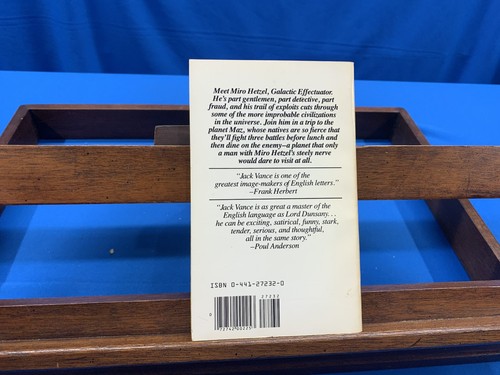 Meet Miro Hetzel, Galactic Effectuator.
He's part gentlemen, part detective, part
fraud, and his trail of exploits cuts through
some of the more improbable civilizations
in the universe. Join him in a trip to the
planet Maz, whose natives are so fierce that
they'll fight three battles before lunch and
then dine on the enemy—a planet that only
a man with Miro Hetzel's steely nerve
would dare to visit at all.
"Jack Vance is one of the
greatest image-makers of English letters."
—Frank Herbert
"Jack Vance is as great a master of the
English language as Lord Dunsany. . .
he can be exciting, satirical, funny, stark,
tender, serious, and thoughtful,
all in the same story."
—Poul Anderson
ISBN 0-441-27232-0
27232